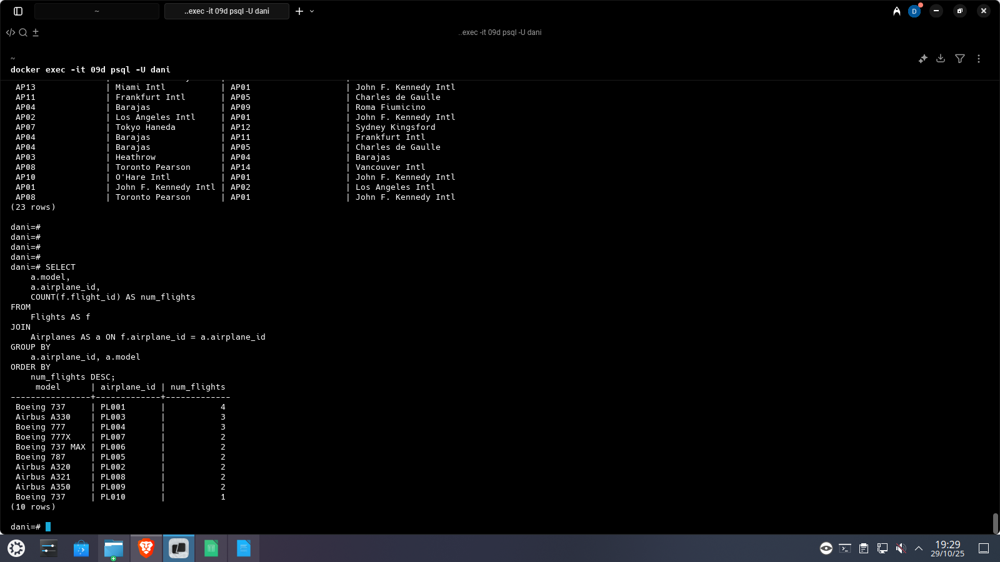 ~
..exec -it 09d psql -U dani
D
..exec -it 09d psql -U dani
~
docker exec -it 09d psql -U dani
AP13 | Miami Intl | AP01 | John F. Kennedy Intl
AP11 | Frankfurt Intl | AP05 | Charles de Gaulle
AP04 | Barajas | AP09 | Roma Fiumicino
AP02 | Los Angeles Intl | AP01 | John F. Kennedy Intl
AP07 | Tokyo Haneda | AP12 | Sydney Kingsford
AP04 | Barajas | AP11 | Frankfurt Intl
AP04 | Barajas | AP05 | Charles de Gaulle
AP03 | Heathrow | AP04 | Barajas
AP08 | Toronto Pearson | AP14 | Vancouver Intl
AP10 | O'Hare Intl | AP01 | John F. Kennedy Intl
AP01 | John F. Kennedy Intl | AP02 | Los Angeles Intl
AP08 | Toronto Pearson | AP01 | John F. Kennedy Intl
(23 rows)
dani=#
dani=#
dani=#
dani=#
dani=# SELECT
a.model,
a.airplane_id,
COUNT(f.flight_id) AS num_flights
FROM
Flights AS f
JOIN
Airplanes AS a ON f.airplane_id = a.airplane_id
GROUP BY
a.airplane_id, a.model
ORDER BY
num_flights DESC;
model | airplane_id | num_flights
----------------+-------------+-------------
Boeing 737 | PL001 | 4
Airbus A330 | PL003 | 3
Boeing 777 | PL004 | 3
Boeing 777X | PL007 | 2
Boeing 737 MAX | PL006 | 2
Boeing 787 | PL005 | 2
Airbus A320 | PL002 | 2
Airbus A321 | PL008 | 2
Airbus A350 | PL009 | 2
Boeing 737 | PL010 | 1
(10 rows)
dani=#
19:29
29/10/25